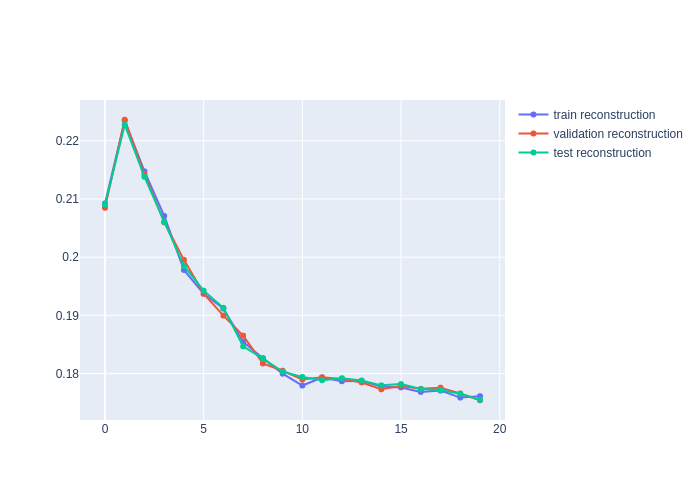 train reconstruction
validation reconstruction
test reconstruction
0.22
0.21
0.2
0.19
0.18
0 5 10 15 20